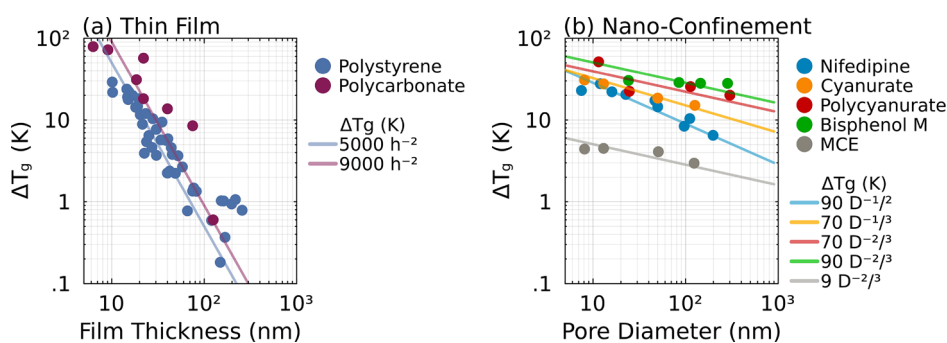 (a) Thin Film
10²
10
1
.1
ΔTg (K)
10
10²
10³
Film Thickness (nm)
Polystyrene
Polycarbonate
ΔTg (K)
5000 h⁻²
9000 h⁻²
(b) Nano-Confinement
10²
10
1
.1
ΔTg (K)
10
10²
10³
Pore Diameter (nm)
Nifedipine
Cyanurate
Polycyanurate
Bisphenol M
MCE
ΔTg (K)
90 D⁻¹/²
70 D⁻¹/³
70 D⁻²/³
90 D⁻²/³
9 D⁻²/³